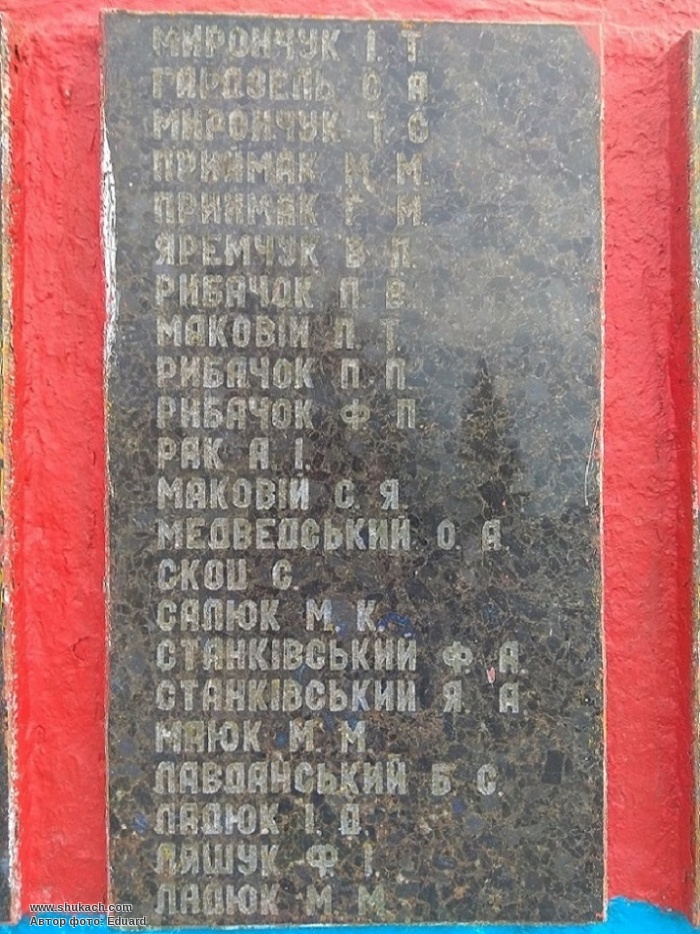 МИРОНЧУК І. Т
ГАРДЗЕЛЬ С А.
МИРОНЧУК Т. С
ПРИЙМАК М. М.
ПРИЙМАК Г. М.
ЯРЕМЧУК В П.
РИБАЧОК П. В.
МАКОВІЙ П. Т.
РИБАЧОК П. П.
РИБАЧОК Ф П
РАК А. І.
МАКОВІЙ С. Я.
МЕДВЕДСЬКИЙ О. А.
СКОЦ С.
САЛЮК М. К.
СТАНКІВСЬКИЙ Ф. А.
СТАНКІВСЬКИЙ Я. А
МАЮК М. М.
ЛАВДАНСЬКИЙ Б. С.
ЛАДЮК І. Д.
ЛЯШУК Ф. І.
ЛАДЮК М. М.
www.shukach.com
Автор фото: Eduard